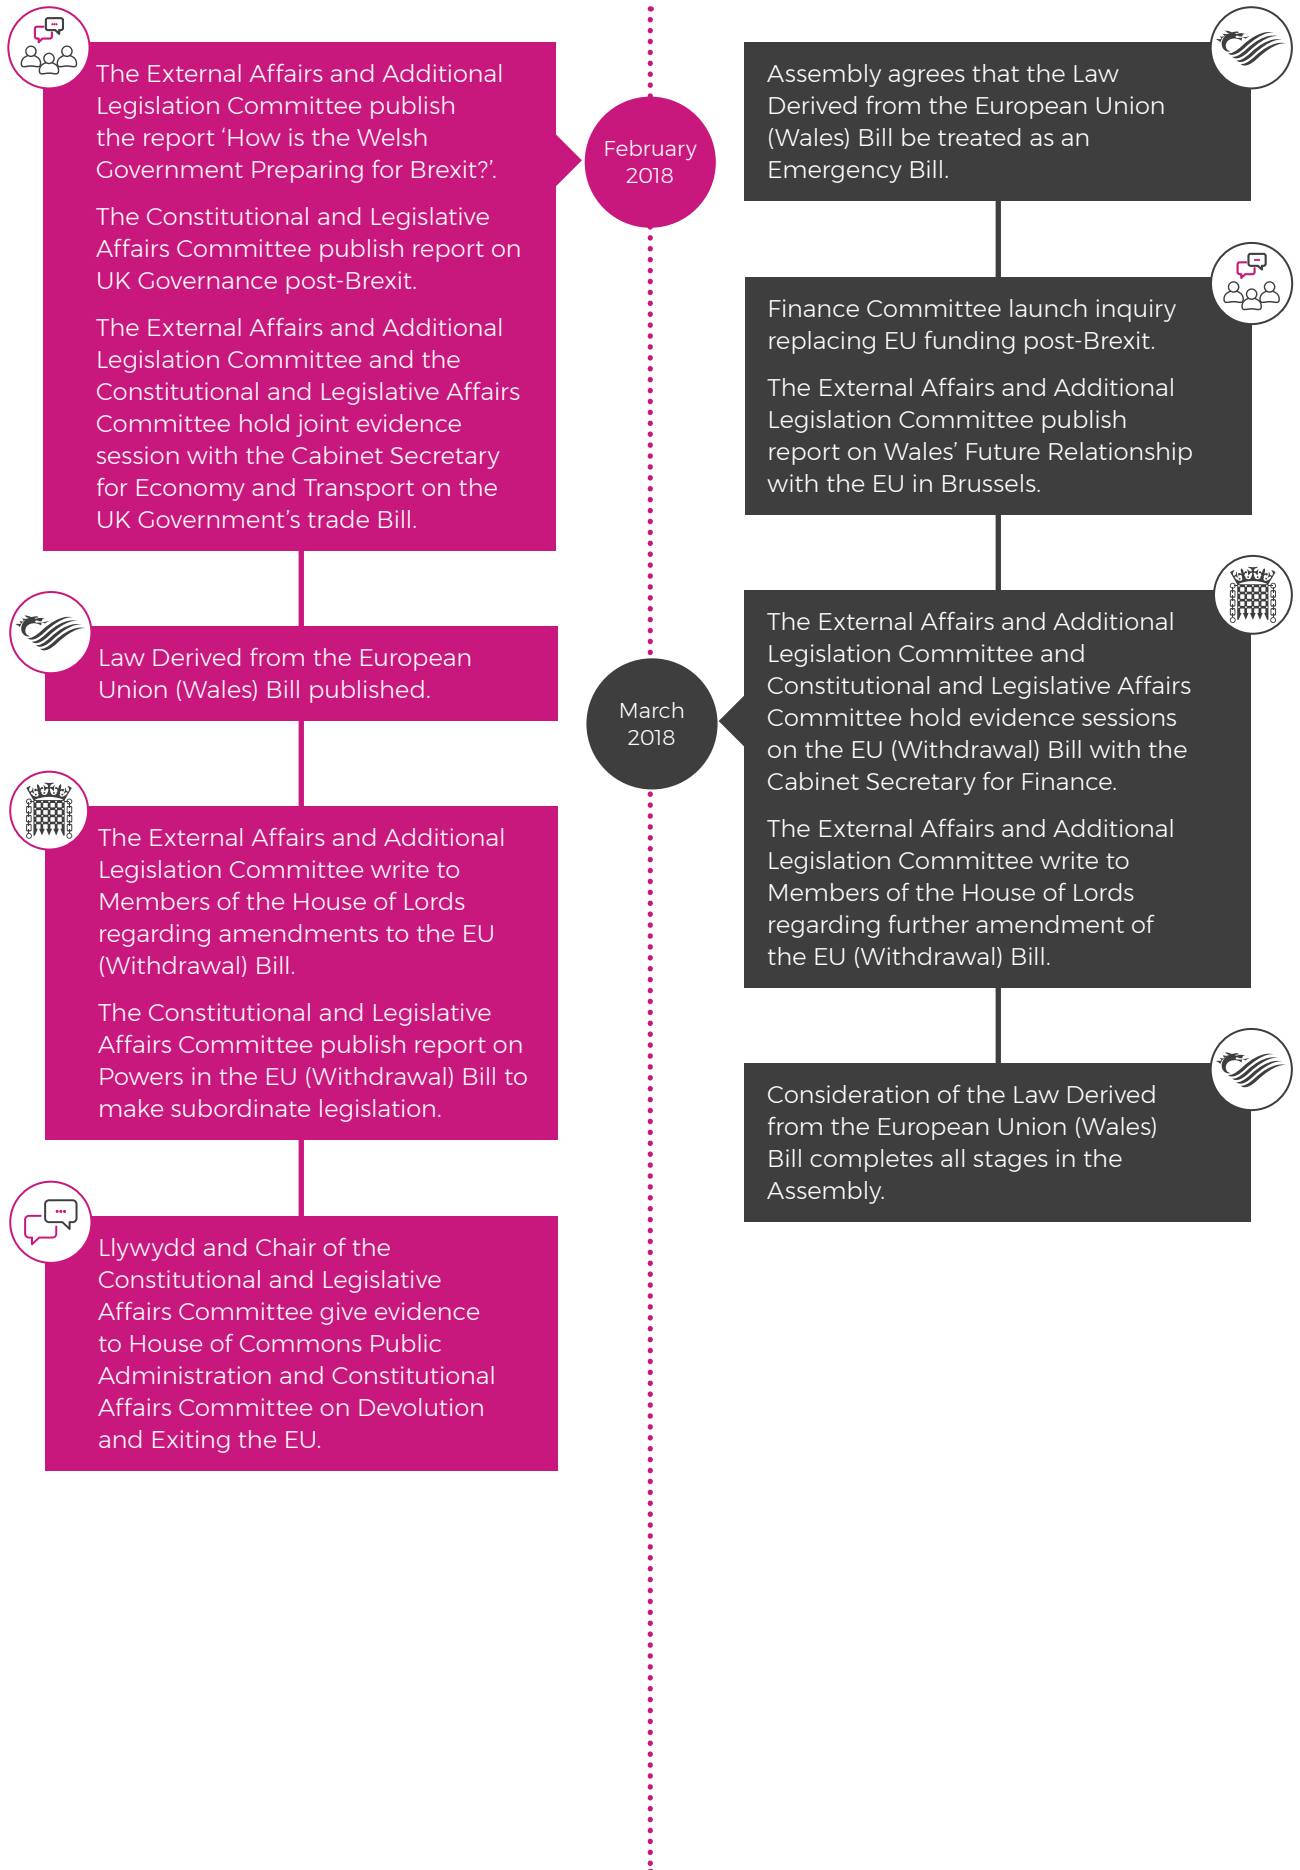 The External Affairs and Additional
Legislation Committee publish
the report ‘How is the Welsh
Government Preparing for Brexit?’.
The Constitutional and Legislative
Affairs Committee publish report on
UK Governance post-Brexit.
The External Affairs and Additional
Legislation Committee and the
Constitutional and Legislative Affairs
Committee hold joint evidence
session with the Cabinet Secretary
for Economy and Transport on the
UK Government’s trade Bill.
Law Derived from the European
Union (Wales) Bill published.
The External Affairs and Additional
Legislation Committee write to
Members of the House of Lords
regarding amendments to the EU
(Withdrawal) Bill.
The Constitutional and Legislative
Affairs Committee publish report on
Powers in the EU (Withdrawal) Bill to
make subordinate legislation.
Llywydd and Chair of the
Constitutional and Legislative
Affairs Committee give evidence
to House of Commons Public
Administration and Constitutional
Affairs Committee on Devolution
and Exiting the EU.
February
2018
March
2018
Assembly agrees that the Law
Derived from the European Union
(Wales) Bill be treated as an
Emergency Bill.
Finance Committee launch inquiry
replacing EU funding post-Brexit.
The External Affairs and Additional
Legislation Committee publish
report on Wales’ Future Relationship
with the EU in Brussels.
The External Affairs and Additional
Legislation Committee and
Constitutional and Legislative Affairs
Committee hold evidence sessions
on the EU (Withdrawal) Bill with the
Cabinet Secretary for Finance.
The External Affairs and Additional
Legislation Committee write to
Members of the House of Lords
regarding further amendment of
the EU (Withdrawal) Bill.
Consideration of the Law Derived
from the European Union (Wales)
Bill completes all stages in the
Assembly.